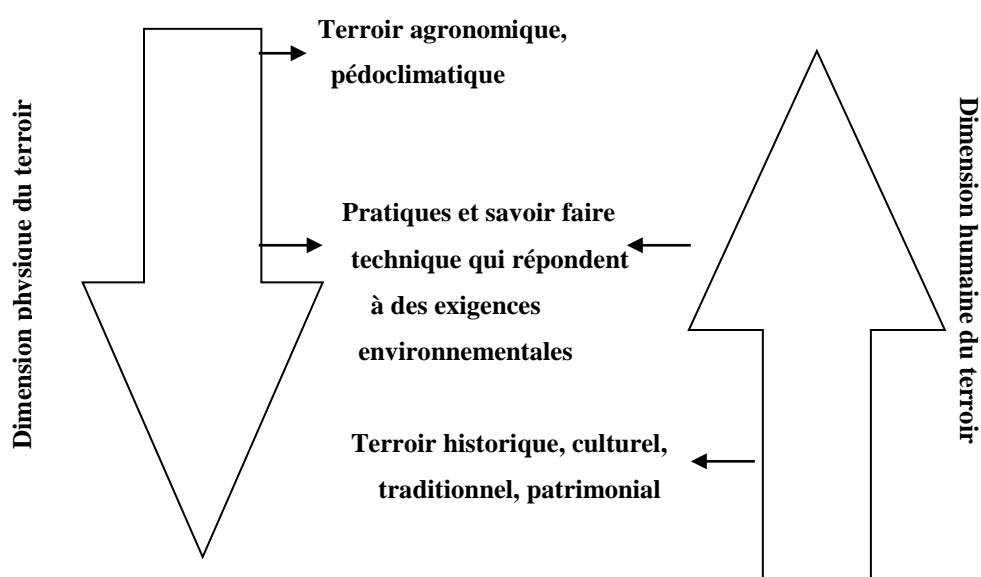 Terroir agronomique,
pédoclimatique
Dimension physique du terroir
Pratiques et savoir faire
technique qui répondent
à des exigences
environnementales
Dimension humaine du terroir
Terroir historique, culturel,
traditionnel, patrimonial